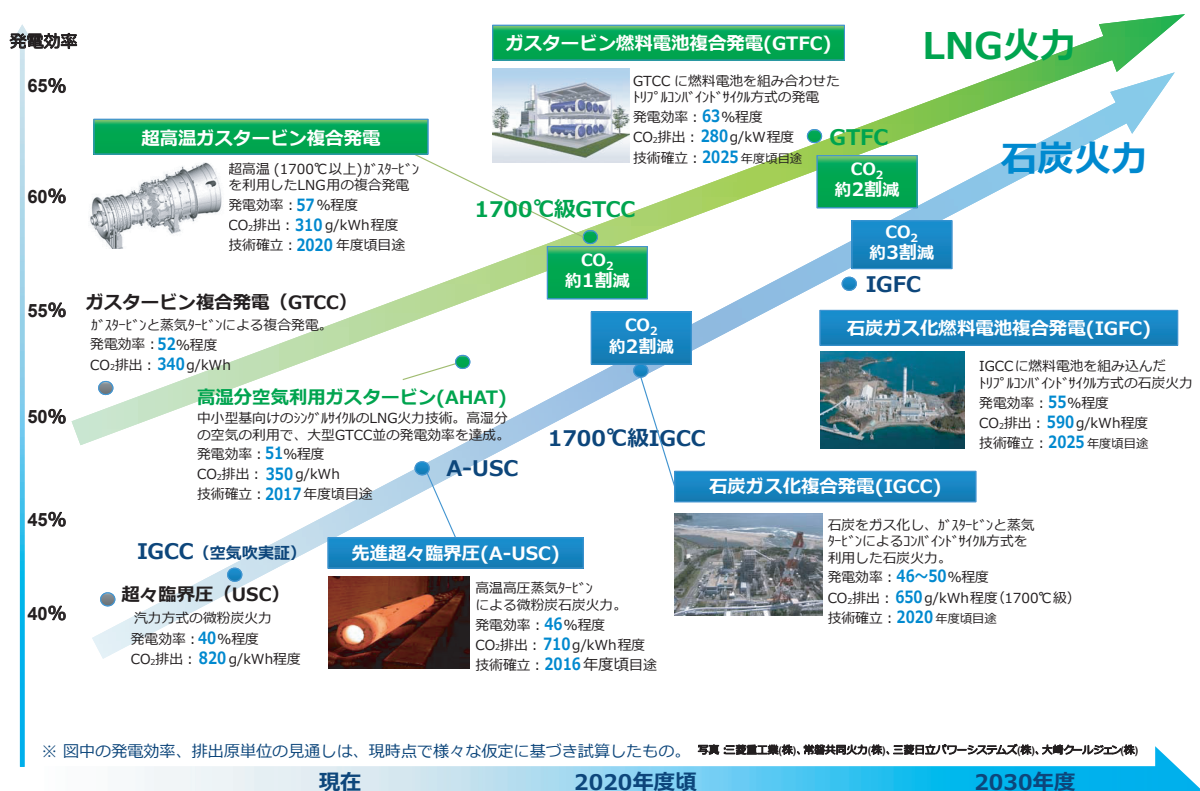 発電効率
65%
60%
55%
50%
45%
40%
LNG火力
石炭火力
ガスタービン燃料電池複合発電(GTFC)
GTCCに燃料電池を組み合わせた
ﾄﾘﾌﾟﾙｺﾝﾊﾞｲﾝﾄﾞｻｲｸﾙ方式の発電
発電効率：63%程度
CO₂排出：280g/kW程度
技術確立：2025年度頃目途
GTFC
CO₂
約2割減
超高温ガスタービン複合発電
超高温 (1700℃以上)ｶﾞｽﾀｰﾋﾞﾝ
を利用したLNG用の複合発電
発電効率：57%程度
CO₂排出：310g/kWh程度
技術確立：2020年度頃目途
1700℃級GTCC
CO₂
約1割減
CO₂
約3割減
IGFC
ガスタービン複合発電（GTCC）
ｶﾞｽﾀｰﾋﾞﾝと蒸気ﾀｰﾋﾞﾝによる複合発電。
発電効率：52%程度
CO₂排出：340g/kWh
CO₂
約2割減
石炭ガス化燃料電池複合発電(IGFC)
IGCCに燃料電池を組み込んだ
ﾄﾘﾌﾟﾙｺﾝﾊﾞｲﾝﾄﾞｻｲｸﾙ方式の石炭火力
発電効率：55%程度
CO₂排出：590g/kWh程度
技術確立：2025年度頃目途
高湿分空気利用ガスタービン(AHAT)
中小型基向けのｼﾝｸﾞﾙｻｲｸﾙのLNG火力技術。高湿分
の空気の利用で、大型GTCC並の発電効率を達成。
発電効率：51%程度
CO₂排出：350g/kWh
技術確立：2017年度頃目途
1700℃級IGCC
A-USC
石炭ガス化複合発電(IGCC)
石炭をガス化し、ｶﾞｽﾀｰﾋﾞﾝと蒸気
ﾀｰﾋﾞﾝによるｺﾝﾊﾞｲﾝﾄﾞｻｲｸﾙ方式を
利用した石炭火力。
発電効率：46～50%程度
CO₂排出：650g/kWh程度(1700℃級)
技術確立：2020年度頃目途
IGCC（空気吹実証）
超々臨界圧（USC）
汽力方式の微粉炭火力
発電効率：40%程度
CO₂排出：820g/kWh程度
先進超々臨界圧(A-USC)
高温高圧蒸気ﾀｰﾋﾞﾝ
による微粉炭石炭火力。
発電効率：46%程度
CO₂排出：710g/kWh程度
技術確立：2016年度頃目途
※ 図中の発電効率、排出原単位の見通しは、現時点で様々な仮定に基づき試算したもの。
写真：三菱重工業(株)、常磐共同火力(株)、三菱日立パワーシステムズ(株)、大崎クールジェン(株)
現在
2020年度頃
2030年度